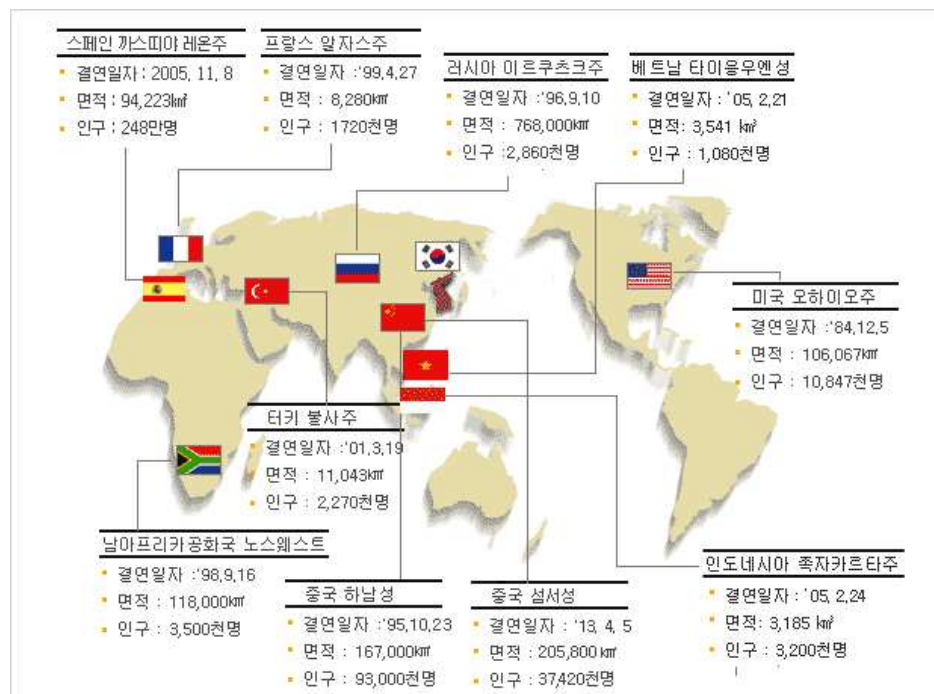 스페인 까스띠야 레온주
결연일자 : 2005, 11, 8
면적 : 94,223㎢
인구 : 248만명
프랑스 알자스주
결연일자 : '99,4,27
면적 : 8,280㎢
인구 : 1720천명
러시아 이르쿠츠크주
결연일자 : '96,9,10
면적 : 768,000㎢
인구 :2,860천명
베트남 타이응우엔성
결연일자 : '05, 2,21
면적: 3,541 ㎢
인구 : 1,080천명
미국 오하이오주
결연일자 :'84,12,5
면적 : 106,067㎢
인구 : 10,847천명
터키 불사주
결연일자 :'01,3,19
면적 : 11,043㎢
인구 : 2,270천명
남아프리카공화국 노스웨스트
결연일자 :'98,9,16
면적 : 118,000㎢
인구 : 3,500천명
중국 하남성
결연일자 :'95,10,23
면적 : 167,000㎢
인구 : 93,000천명
중국 섬서성
결연일자 : '13, 4, 5
면적 : 205,800㎢
인구 : 37,420천명
인도네시아 족자카르타주
결연일자 : '05, 2,24
면적: 3,185 ㎢
인구 : 3,200천명